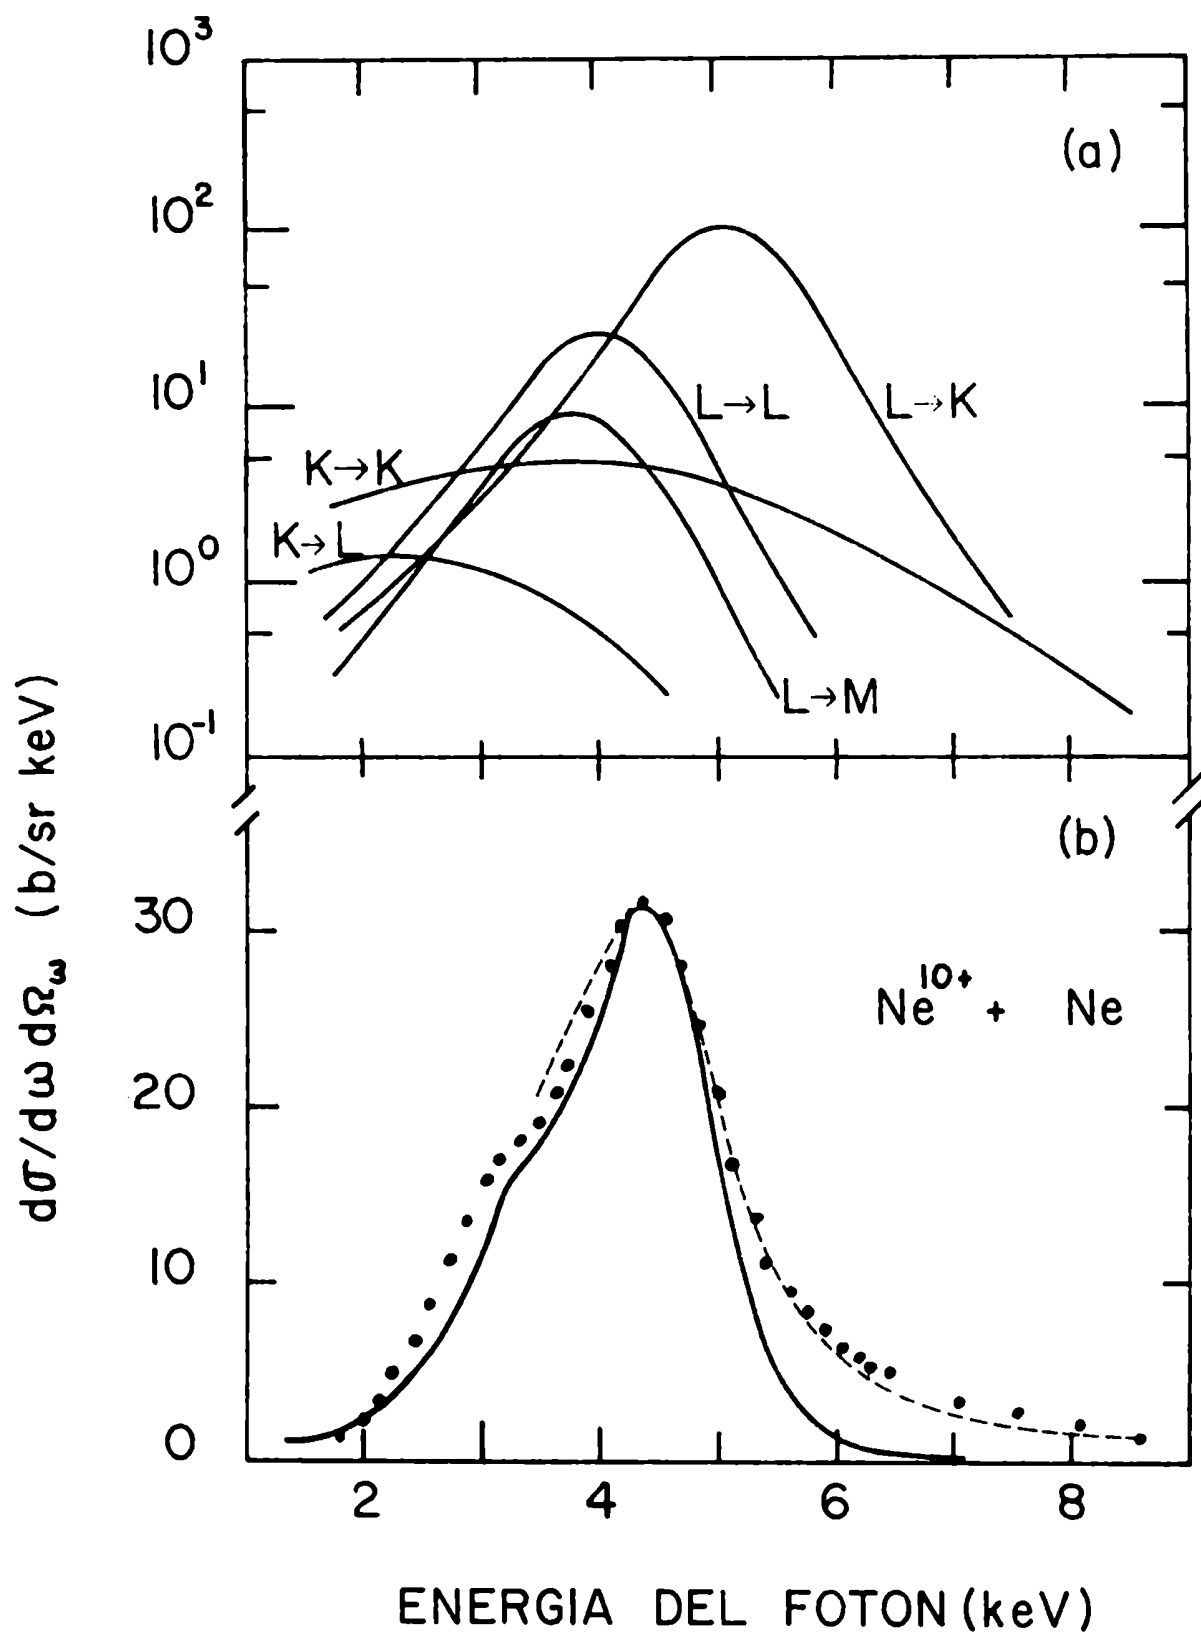 10³
(a)
10²
10¹
L→L
L→K
K→K
K→L
10⁰
L→M
10⁻¹
dσ/dω dΩω (b/sr keV)
(b)
30
Ne¹⁰⁺ + Ne
20
10
0
2 4 6 8
ENERGIA DEL FOTON (keV)